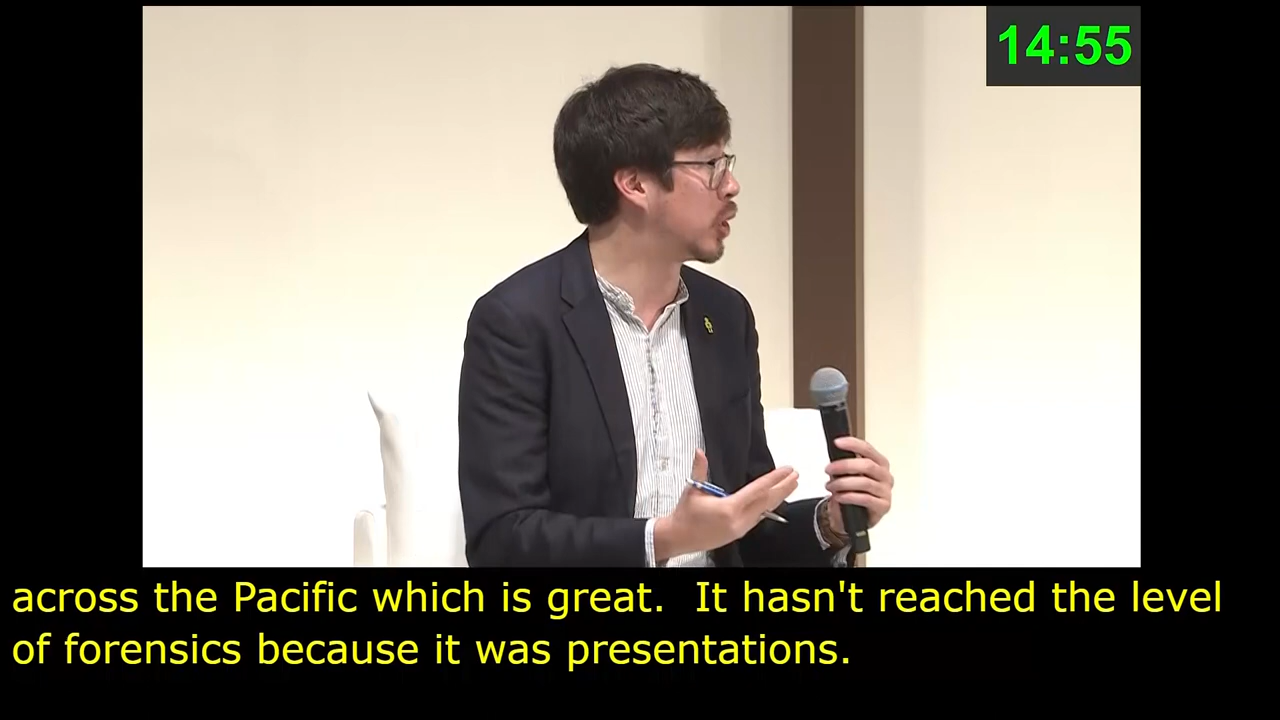 14:55
across the Pacific which is great.  It hasn't reached the level
of forensics because it was presentations.